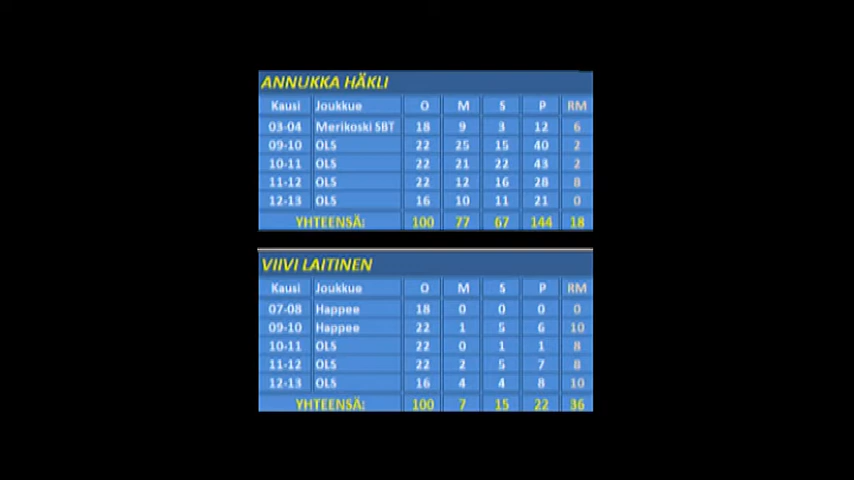 ANNUKKA HÄKLI
Kausi Joukkue O M S P RM
03-04 Merikoski SBT 18 9 3 12 6
09-10 OLS 22 25 15 40 2
10-11 OLS 22 21 22 43 2
11-12 OLS 22 12 16 28 8
12-13 OLS 16 10 11 21 0
YHTEENSÄ: 100 77 67 144 18
VIIVI LAITINEN
Kausi Joukkue O M S P RM
07-08 Happee 18 0 0 0 0
09-10 Happee 22 1 5 6 10
10-11 OLS 22 0 1 1 8
11-12 OLS 22 2 5 7 8
12-13 OLS 16 4 4 8 10
YHTEENSÄ: 100 7 15 22 36